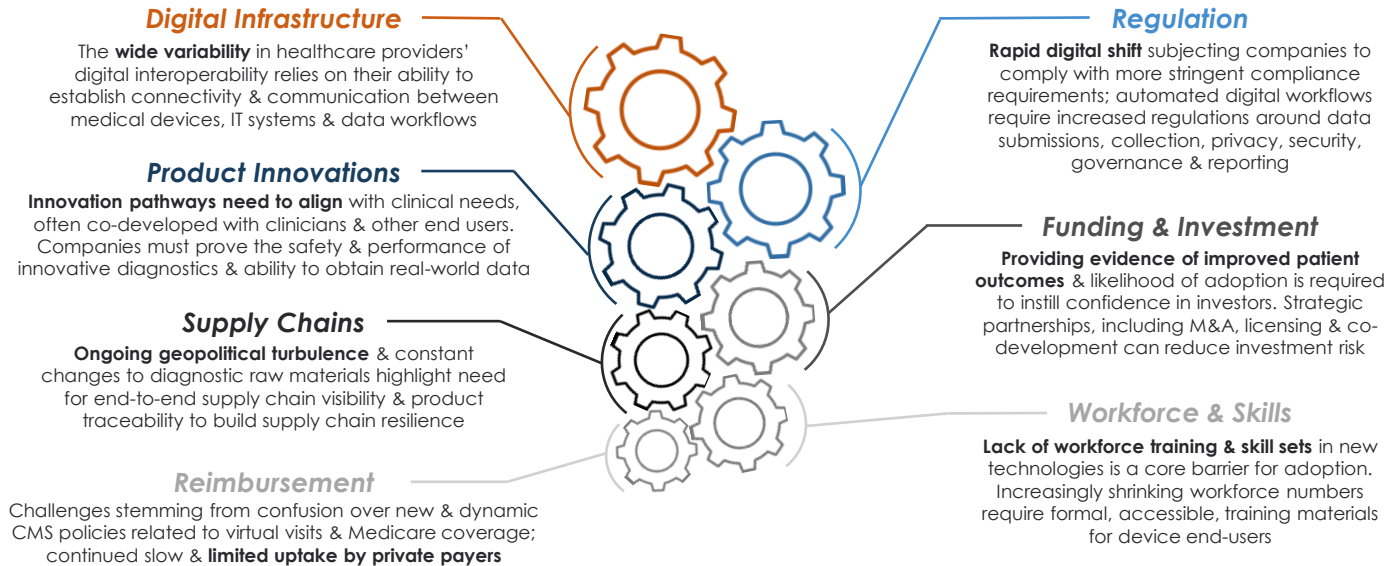 Digital Infrastructure
The wide variability in healthcare providers'
digital interoperability relies on their ability to
establish connectivity & communication between
medical devices, IT systems & data workflows
Product Innovations
Innovation pathways need to align with clinical needs,
often co-developed with clinicians & other end users.
Companies must prove the safety & performance of
innovative diagnostics & ability to obtain real-world data
Supply Chains
Ongoing geopolitical turbulence & constant
changes to diagnostic raw materials highlight need
for end-to-end supply chain visibility & product
traceability to build supply chain resilience
Reimbursement
Challenges stemming from confusion over new & dynamic
CMS policies related to virtual visits & Medicare coverage;
continued slow & limited uptake by private payers
Regulation
Rapid digital shift subjecting companies to
comply with more stringent compliance
requirements; automated digital workflows
require increased regulations around data
submissions, collection, privacy, security,
governance & reporting
Funding & Investment
Providing evidence of improved patient
outcomes & likelihood of adoption is required
to instill confidence in investors. Strategic
partnerships, including M&A, licensing & co-
development can reduce investment risk
Workforce & Skills
Lack of workforce training & skill sets in new
technologies is a core barrier for adoption.
Increasingly shrinking workforce numbers
require formal, accessible, training materials
for device end-users